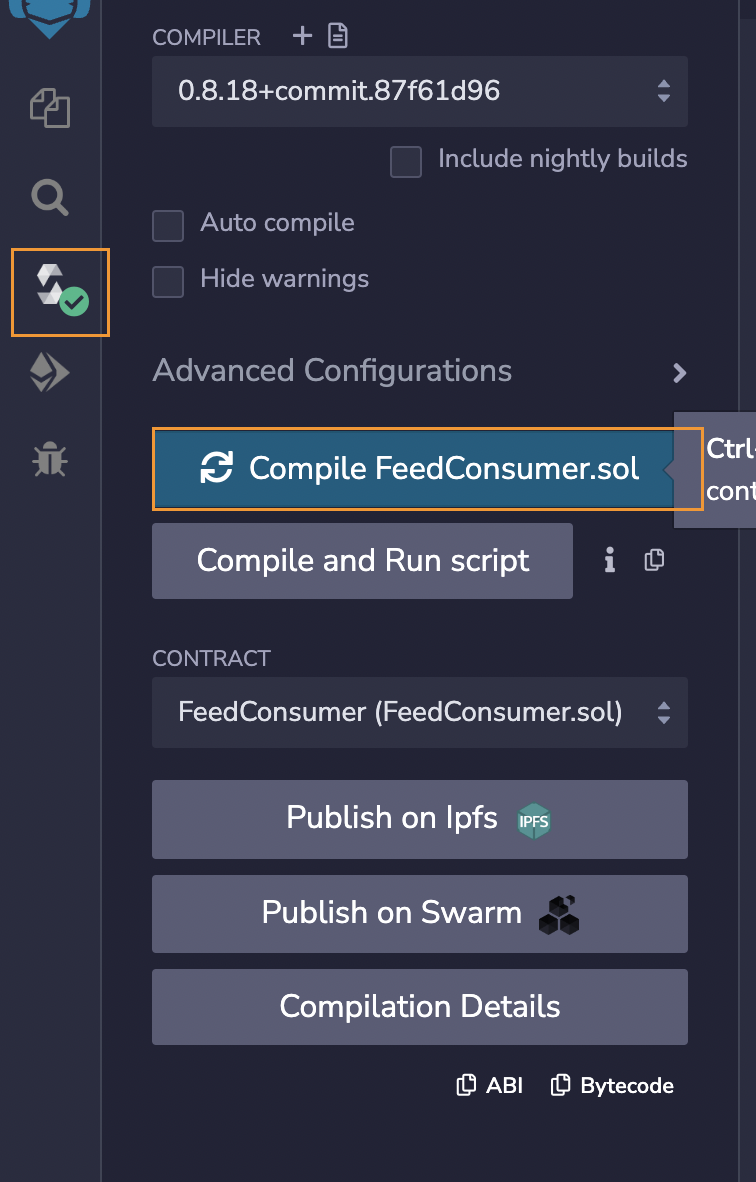 COMPILER
0.8.18+commit.87f61d96
Include nightly builds
Auto compile
Hide warnings
Advanced Configurations
Compile FeedConsumer.sol
Ctrl
cont
Compile and Run script
CONTRACT
FeedConsumer (FeedConsumer.sol)
Publish on Ipfs
IPFS
Publish on Swarm
Compilation Details
ABI
Bytecode